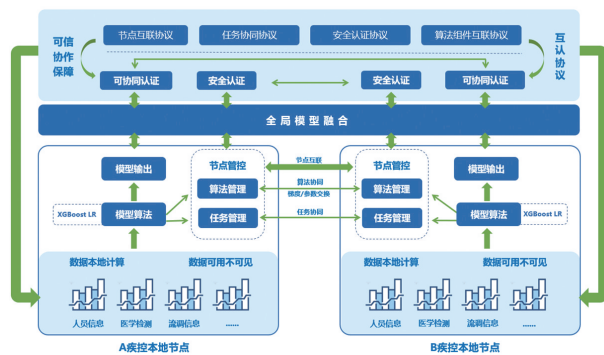 可信
协作
保障
节点互联协议
任务协同协议
安全认证协议
算法组件互联协议
互
认
协
议
可协同认证
安全认证
安全认证
可协同认证
全局模型融合
模型输出
节点管控
节点互联
节点管控
模型输出
算法管理
算法协同
梯度/参数交换
算法管理
XGBoost LR
模型算法
模型算法
XGBoost LR
任务管理
任务协同
任务管理
数据本地计算
数据可用不可见
数据本地计算
数据可用不可见
人员信息
医学检测
流调信息
......
人员信息
医学检测
流调信息
......
A疾控本地节点
B疾控本地节点